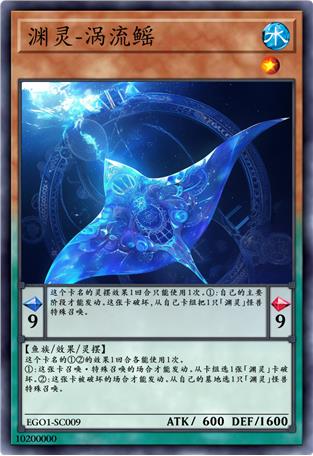 渊灵-涡流鳐
水
这个卡名的灵摆效果1回合只能使用1次。①:自己的主要
阶段才能发动。这张卡破坏,从自己卡组把1只「渊灵」怪兽
特殊召唤。
9
9
【鱼族/效果/灵摆】
这个卡名的①②的效果1回合各能使用1次。
①:这张卡召唤・特殊召唤的场合才能发动。从卡组选1张「渊灵」卡破
坏。②:这张卡被破坏的场合才能发动。从自己的墓地选1只「渊灵」怪兽
特殊召唤。
EGO1-SC009
ATK/ 600 DEF/1600
10200000